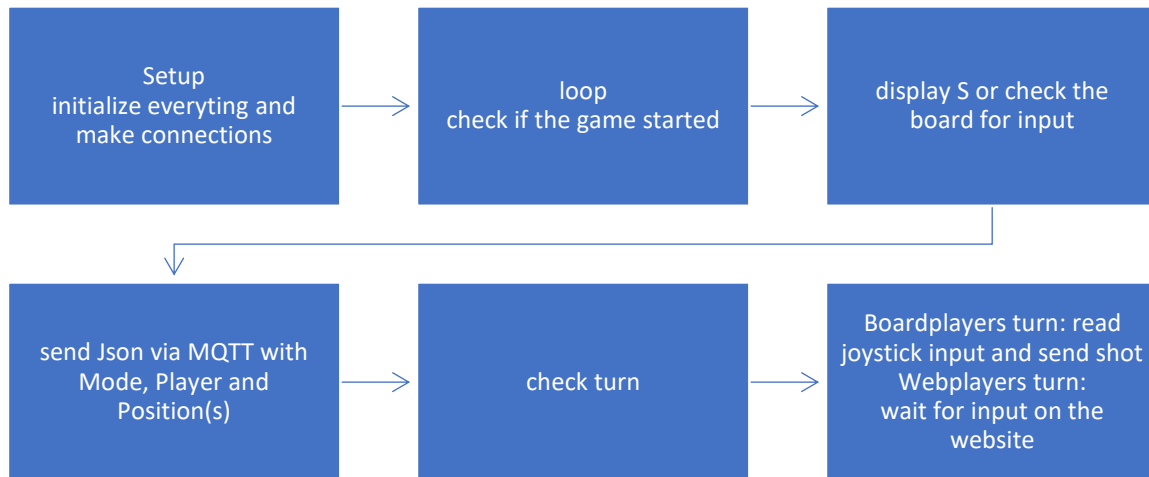 Setup
initialize everyting and
make connections
loop
check if the game started
display S or check the
board for input
send Json via MQTT with
Mode, Player and
Position(s)
check turn
Boardplayers turn: read
joystick input and send shot
Webplayers turn:
wait for input on the
website